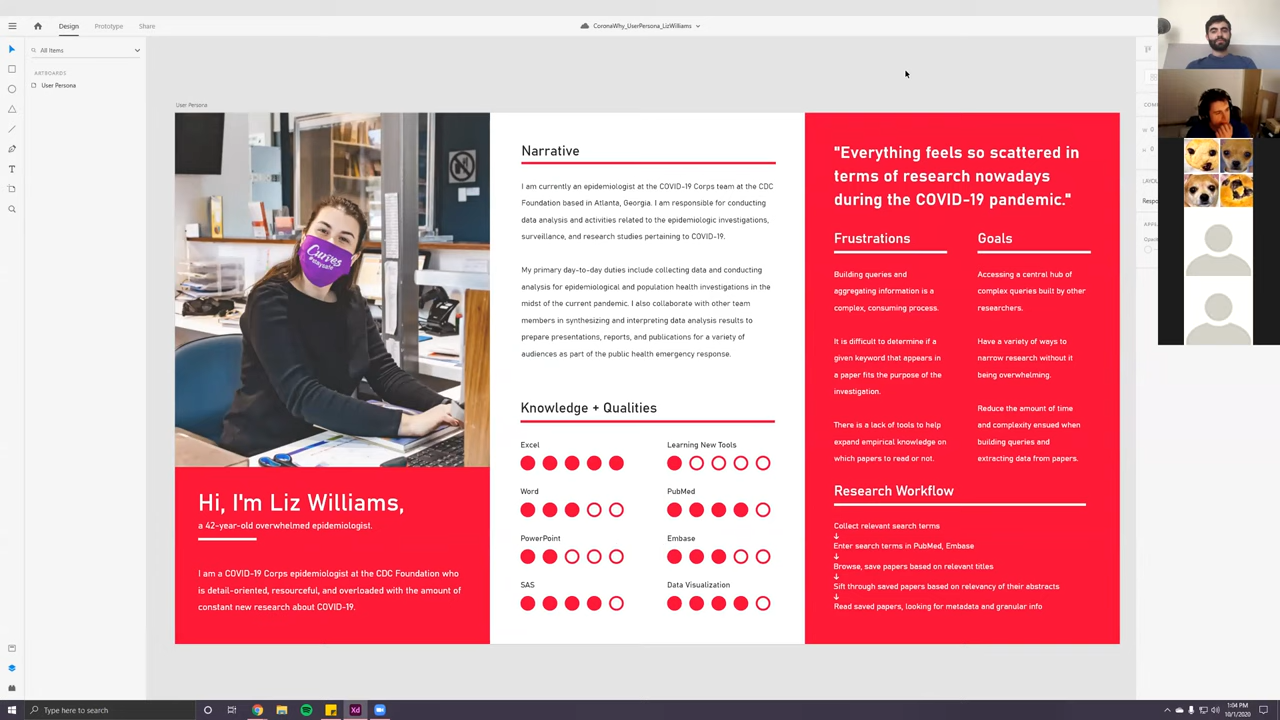 Design
Prototype
Share
CoronaWhy_UserPersona_LizWilliams
All Items
ARTBOARDS
User Persona
User Persona
Curves
Hi, I'm Liz Williams,
a 42-year-old overwhelmed epidemiologist.
I am a COVID-19 Corps epidemiologist at the CDC Foundation who
is detail-oriented, resourceful, and overloaded with the amount of
constant new research about COVID-19.
Narrative
I am currently an epidemiologist at the COVID-19 Corps team at the CDC
Foundation based in Atlanta, Georgia. I am responsible for conducting
data analysis and activities related to the epidemiologic investigations,
surveillance, and research studies pertaining to COVID-19.
My primary day-to-day duties include collecting data and conducting
analysis for epidemiological and population health investigations in the
midst of the current pandemic. I also collaborate with other team
members in synthesizing and interpreting data analysis results to
prepare presentations, reports, and publications for a variety of
audiences as part of the public health emergency response.
Knowledge + Qualities
Excel
Learning New Tools
Word
PubMed
PowerPoint
Embase
SAS
Data Visualization
"Everything feels so scattered in
terms of research nowadays
during the COVID-19 pandemic."
Frustrations
Building queries and
aggregating information is a
complex, consuming process.
It is difficult to determine if a
given keyword that appears in
a paper fits the purpose of the
investigation.
There is a lack of tools to help
expand empirical knowledge on
which papers to read or not.
Goals
Accessing a central hub of
complex queries built by other
researchers.
Have a variety of ways to
narrow research without it
being overwhelming.
Reduce the amount of time
and complexity ensued when
building queries and
extracting data from papers.
Research Workflow
Collect relevant search terms
↓
Enter search terms in PubMed, Embase
↓
Browse, save papers based on relevant titles
↓
Sift through saved papers based on relevancy of their abstracts
↓
Read saved papers, looking for metadata and granular info
COM
W 0
H 0
LAYOU
Respo
APPE
Opaci
Type here to search
Xd
1:04 PM
10/1/2020